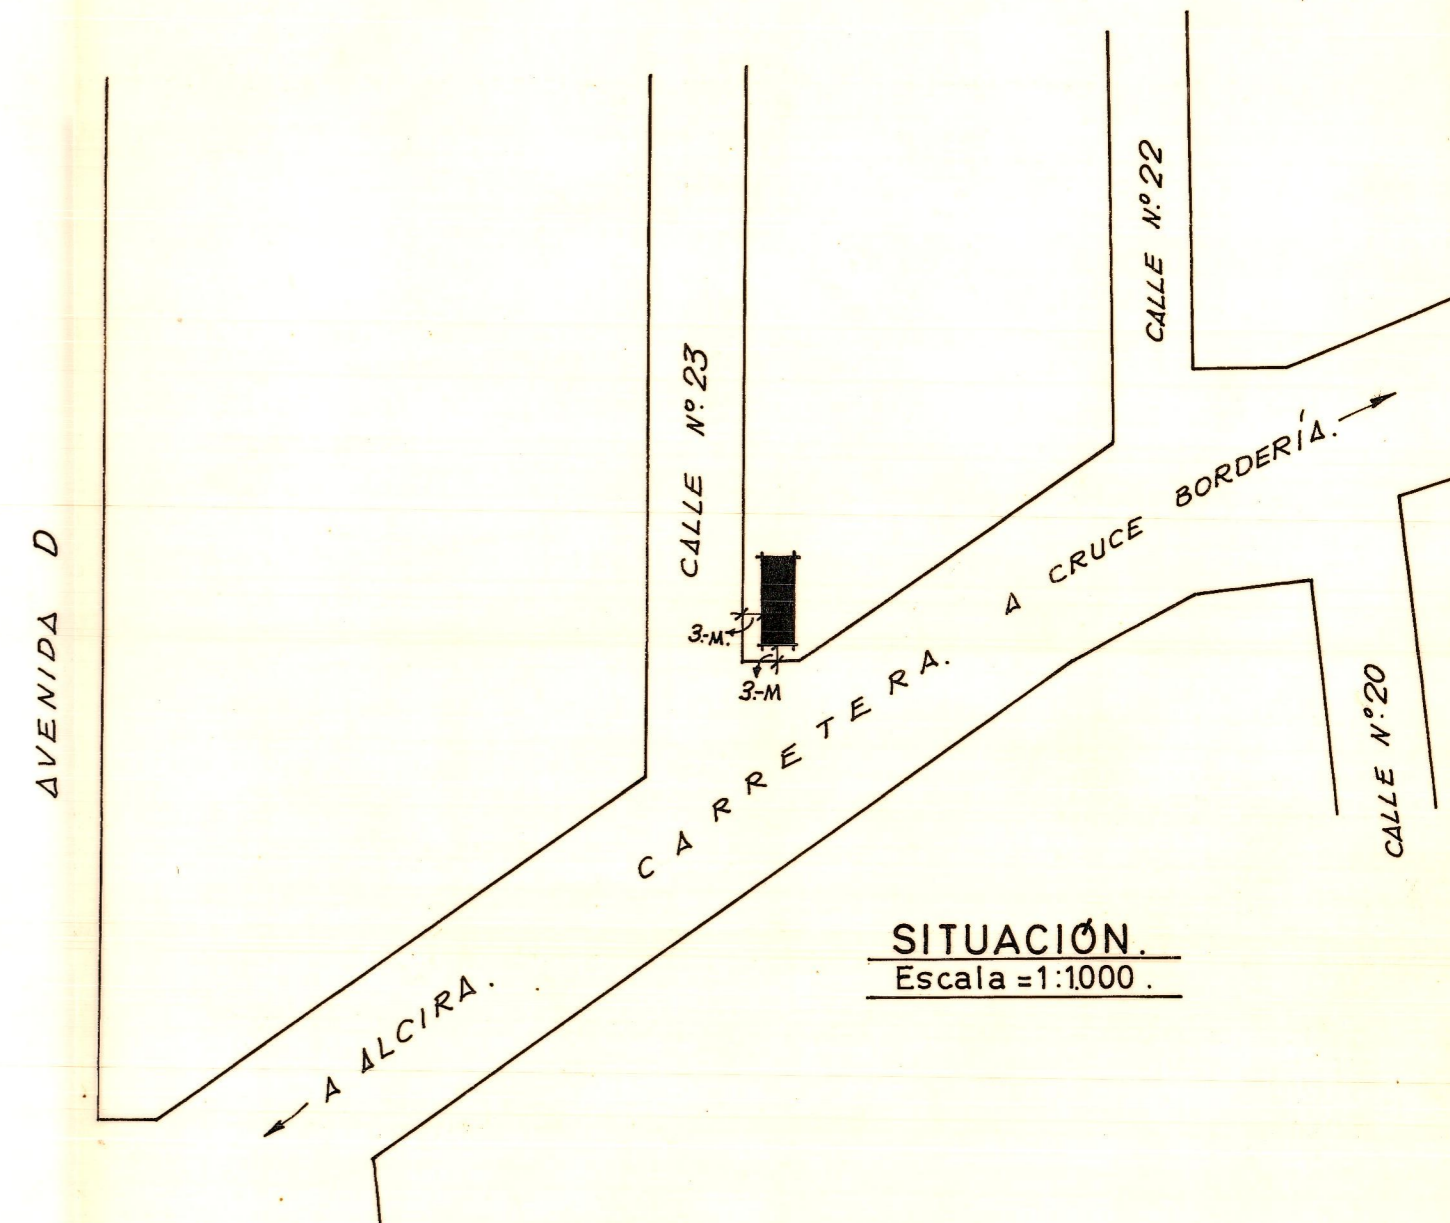 AVENIDA D
CALLE Nº. 23
CALLE Nº. 22
3.-M.
3.-M
CARRETERA. A CRUCE BORDERÍA.
A ALCIRA.
CALLE Nº. 20
SITUACIÓN.
Escala = 1:1.000.